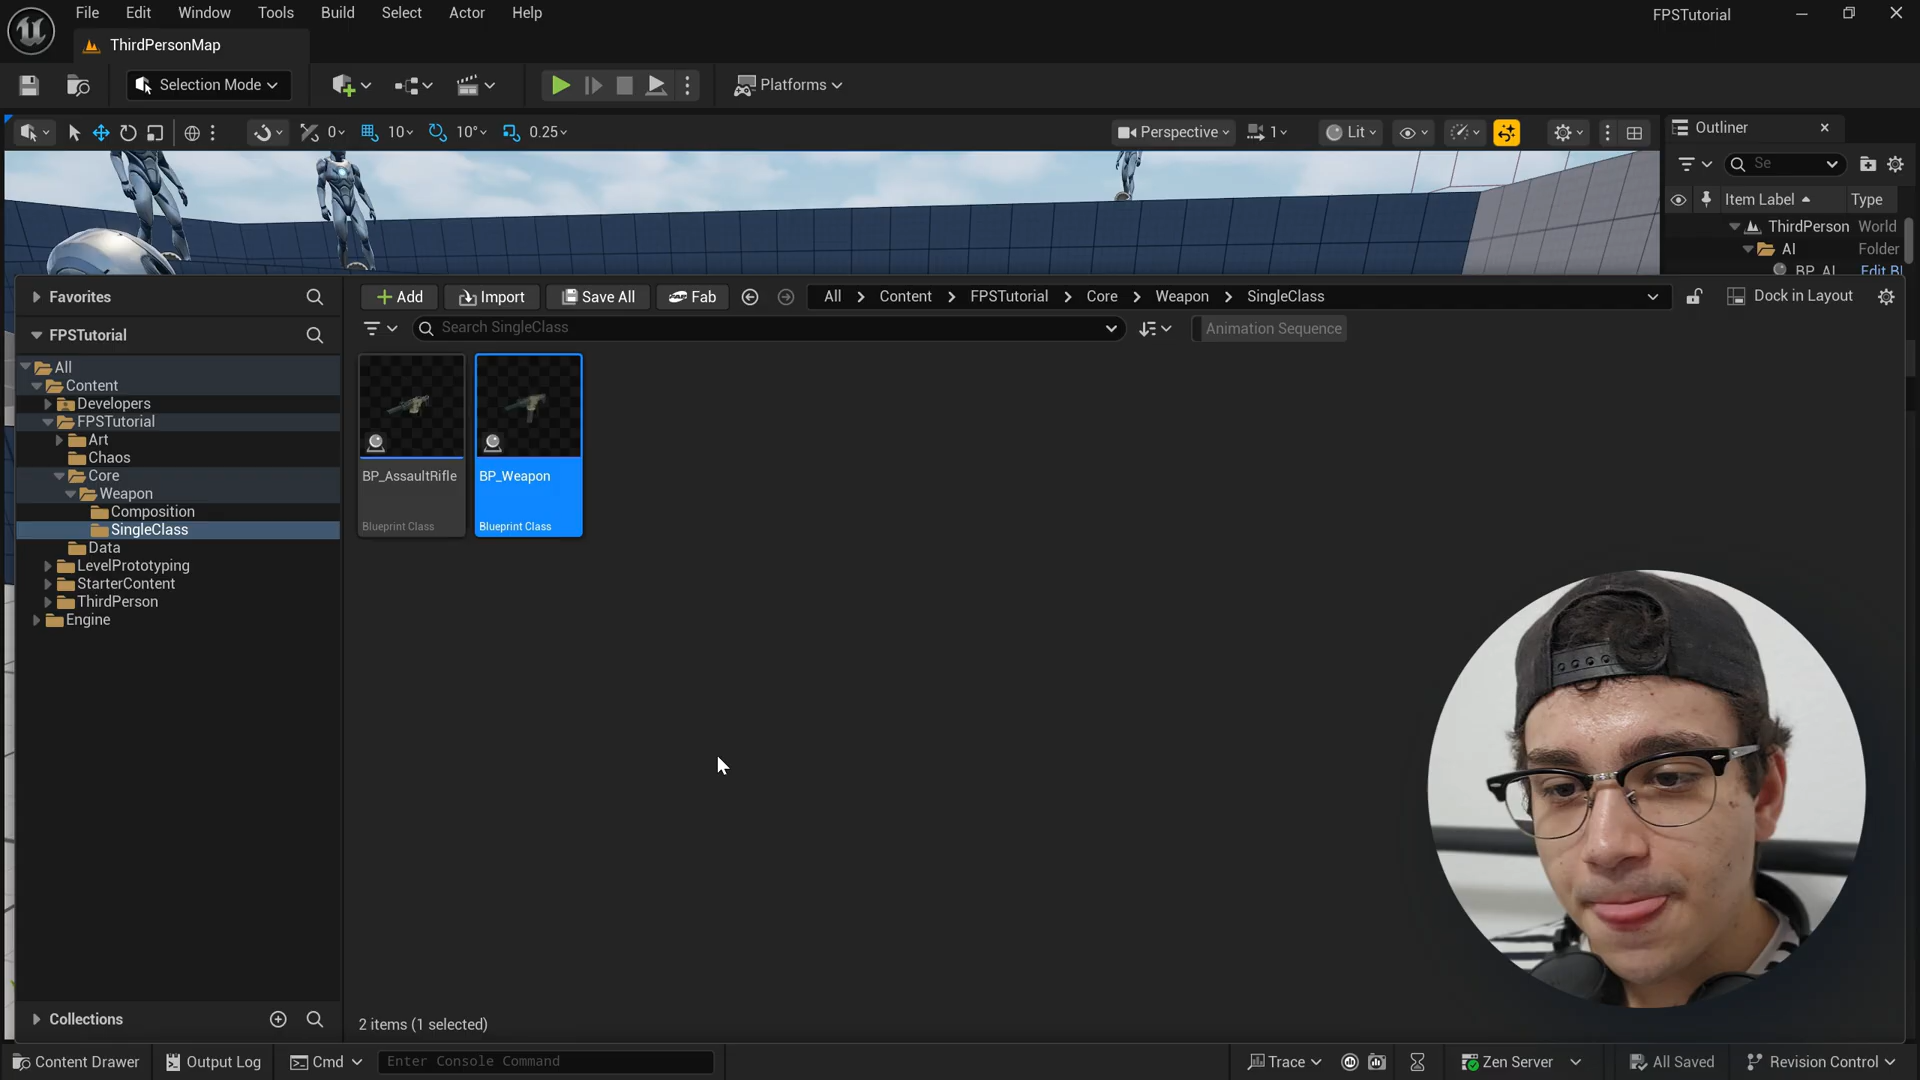 File Edit Window Tools Build Select Actor Help
FPSTutorial
ThirdPersonMap
Selection Mode
Platforms
0 10 10° 0.25
Perspective 1 Lit
Outliner
Se
Item Label Type
ThirdPerson World
AI Folder
BP_AI Edit Bl
Favorites
Add Import Save All Fab
All Content FPSTutorial Core Weapon SingleClass
Dock in Layout
Search SingleClass
Animation Sequence
FPSTutorial
All
Content
Developers
FPSTutorial
Art
Chaos
Core
Weapon
Composition
SingleClass
Data
LevelPrototyping
StarterContent
ThirdPerson
Engine
BP_AssaultRifle
Blueprint Class
BP_Weapon
Blueprint Class
Collections
2 items (1 selected)
Content Drawer Output Log Cmd Enter Console Command
Trace Zen Server All Saved Revision Control